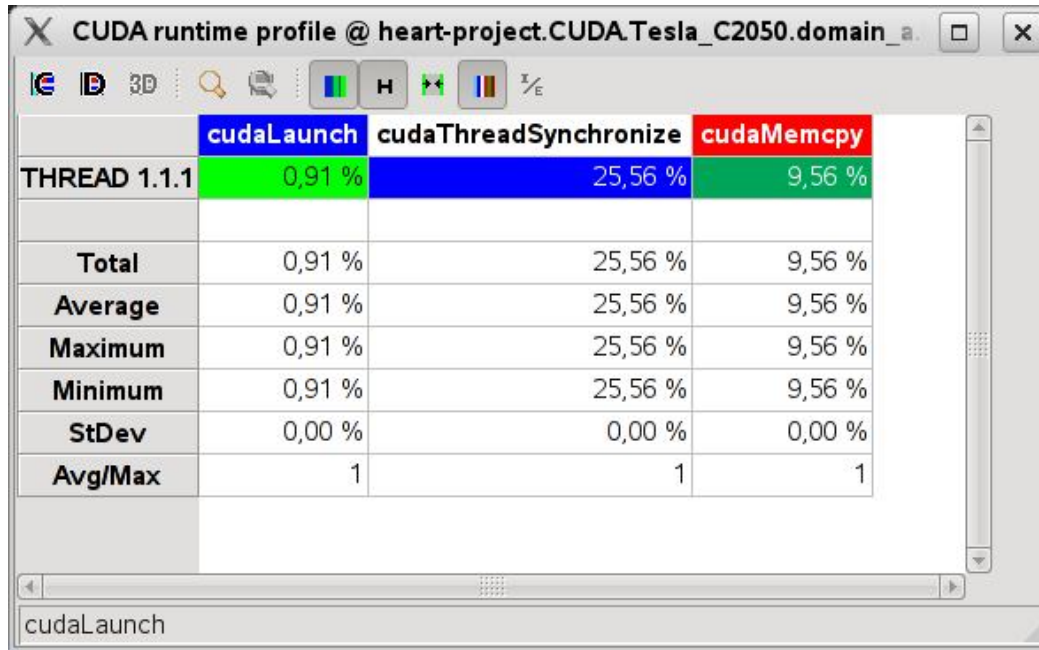 CUDA runtime profile @ heart-project.CUDA.Tesla_C2050.domain_a.
3D I/E
cudaLaunch cudaThreadSynchronize cudaMemcpy
THREAD 1.1.1 0,91 % 25,56 % 9,56 %
Total 0,91 % 25,56 % 9,56 %
Average 0,91 % 25,56 % 9,56 %
Maximum 0,91 % 25,56 % 9,56 %
Minimum 0,91 % 25,56 % 9,56 %
StDev 0,00 % 0,00 % 0,00 %
Avg/Max 1 1 1
cudaLaunch